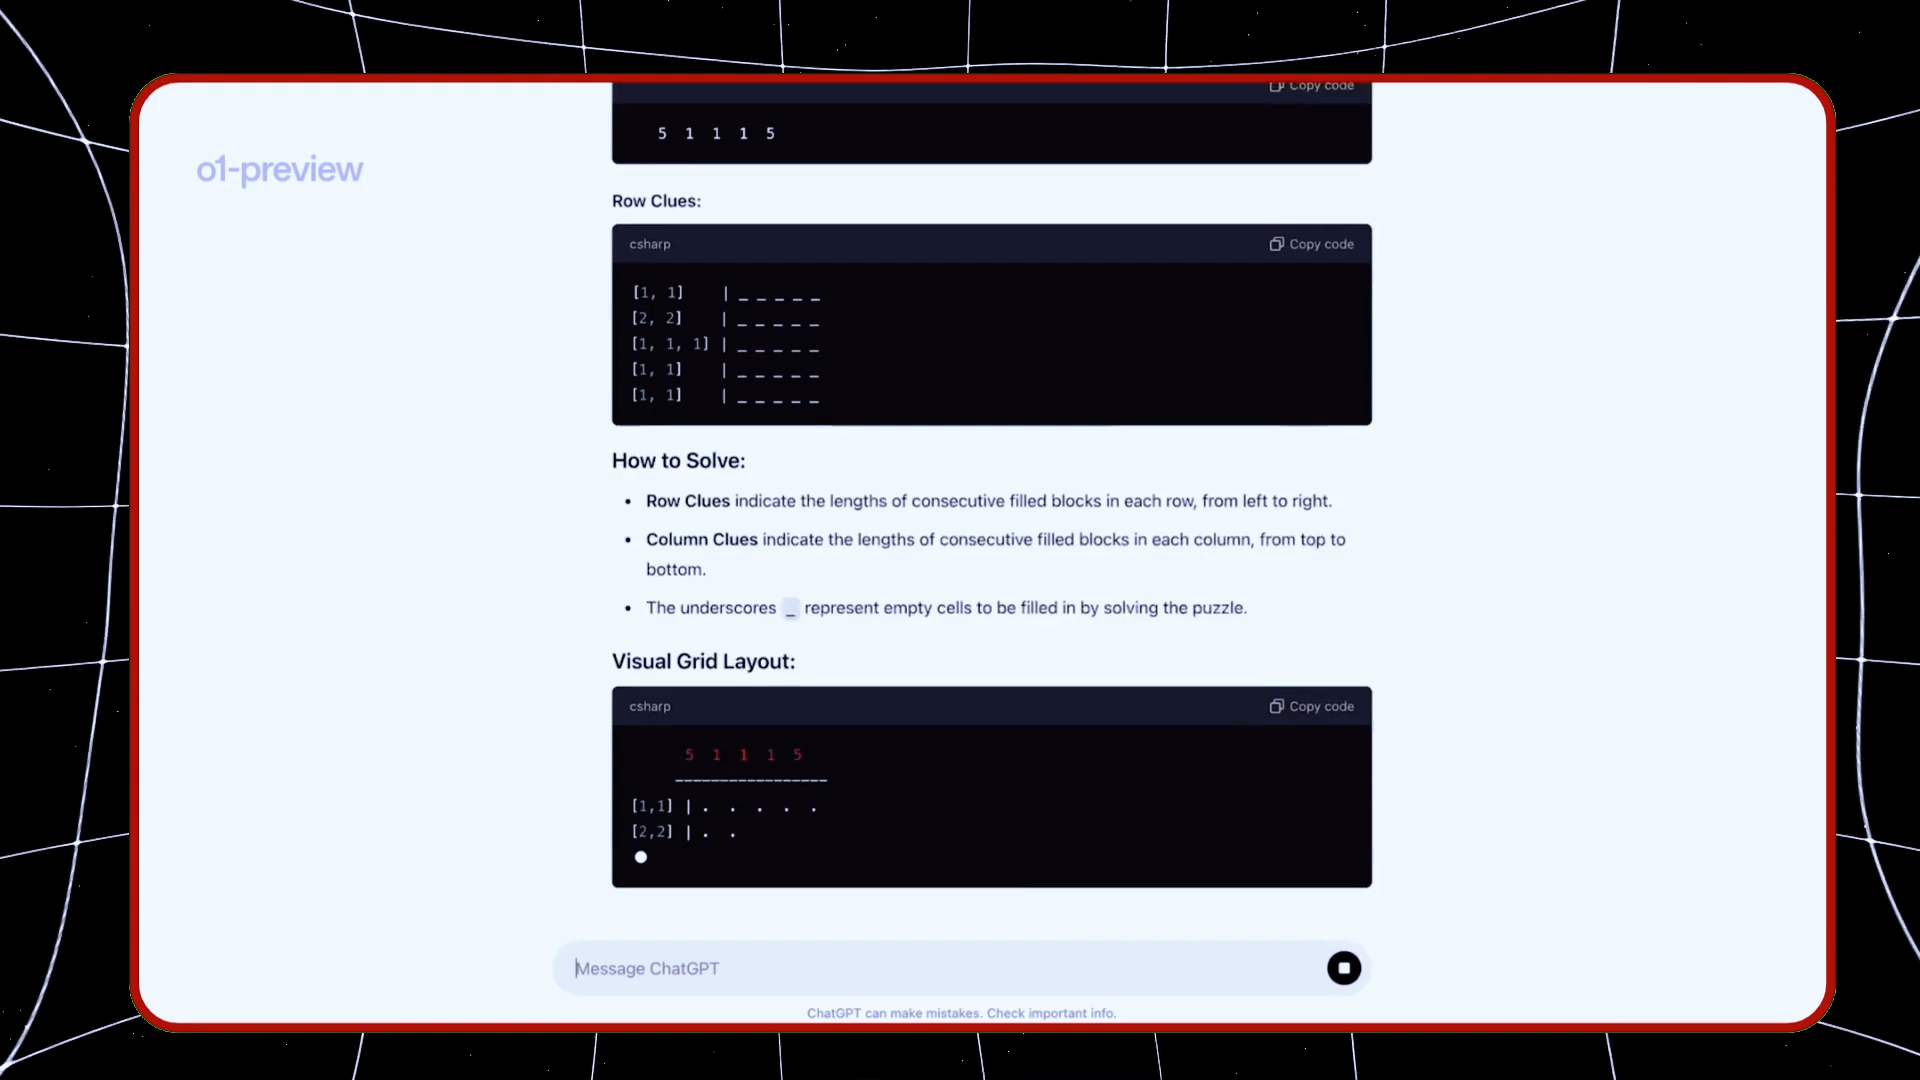 Copy code
5 1 1 1 5
o1-preview
Row Clues:
csharp
Copy code
[1, 1] | _ _ _ _ _
[2, 2] | _ _ _ _ _
[1, 1, 1] | _ _ _ _ _
[1, 1] | _ _ _ _ _
[1, 1] | _ _ _ _ _
How to Solve:
• Row Clues indicate the lengths of consecutive filled blocks in each row, from left to right.
• Column Clues indicate the lengths of consecutive filled blocks in each column, from top to
bottom.
• The underscores _ represent empty cells to be filled in by solving the puzzle.
Visual Grid Layout:
csharp
Copy code
5 1 1 1 5
_________________
[1,1] | . . . . .
[2,2] | . .
Message ChatGPT
ChatGPT can make mistakes. Check important info.